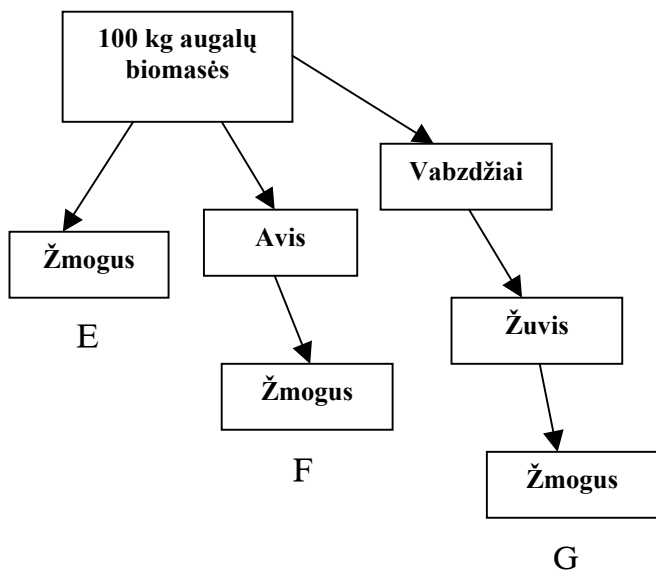 100 kg augalų
biomasės
Vabzdžiai
Žmogus
Avis
E
Žuvis
Žmogus
F
Žmogus
G